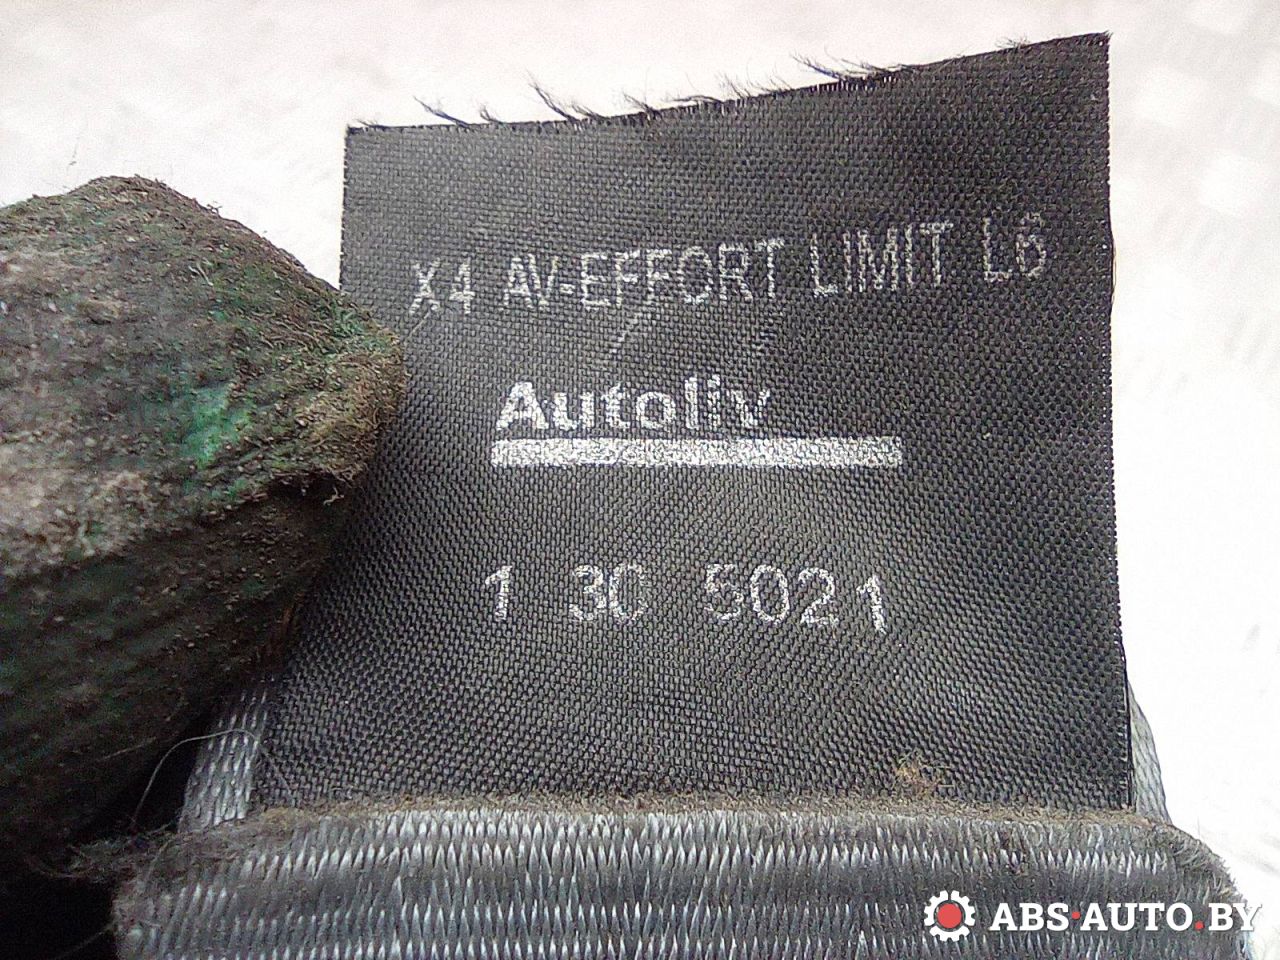 X4 AV-EFFORT LIMIT L6
Autoliv
1 30 5021
ABS-AUTO.BY